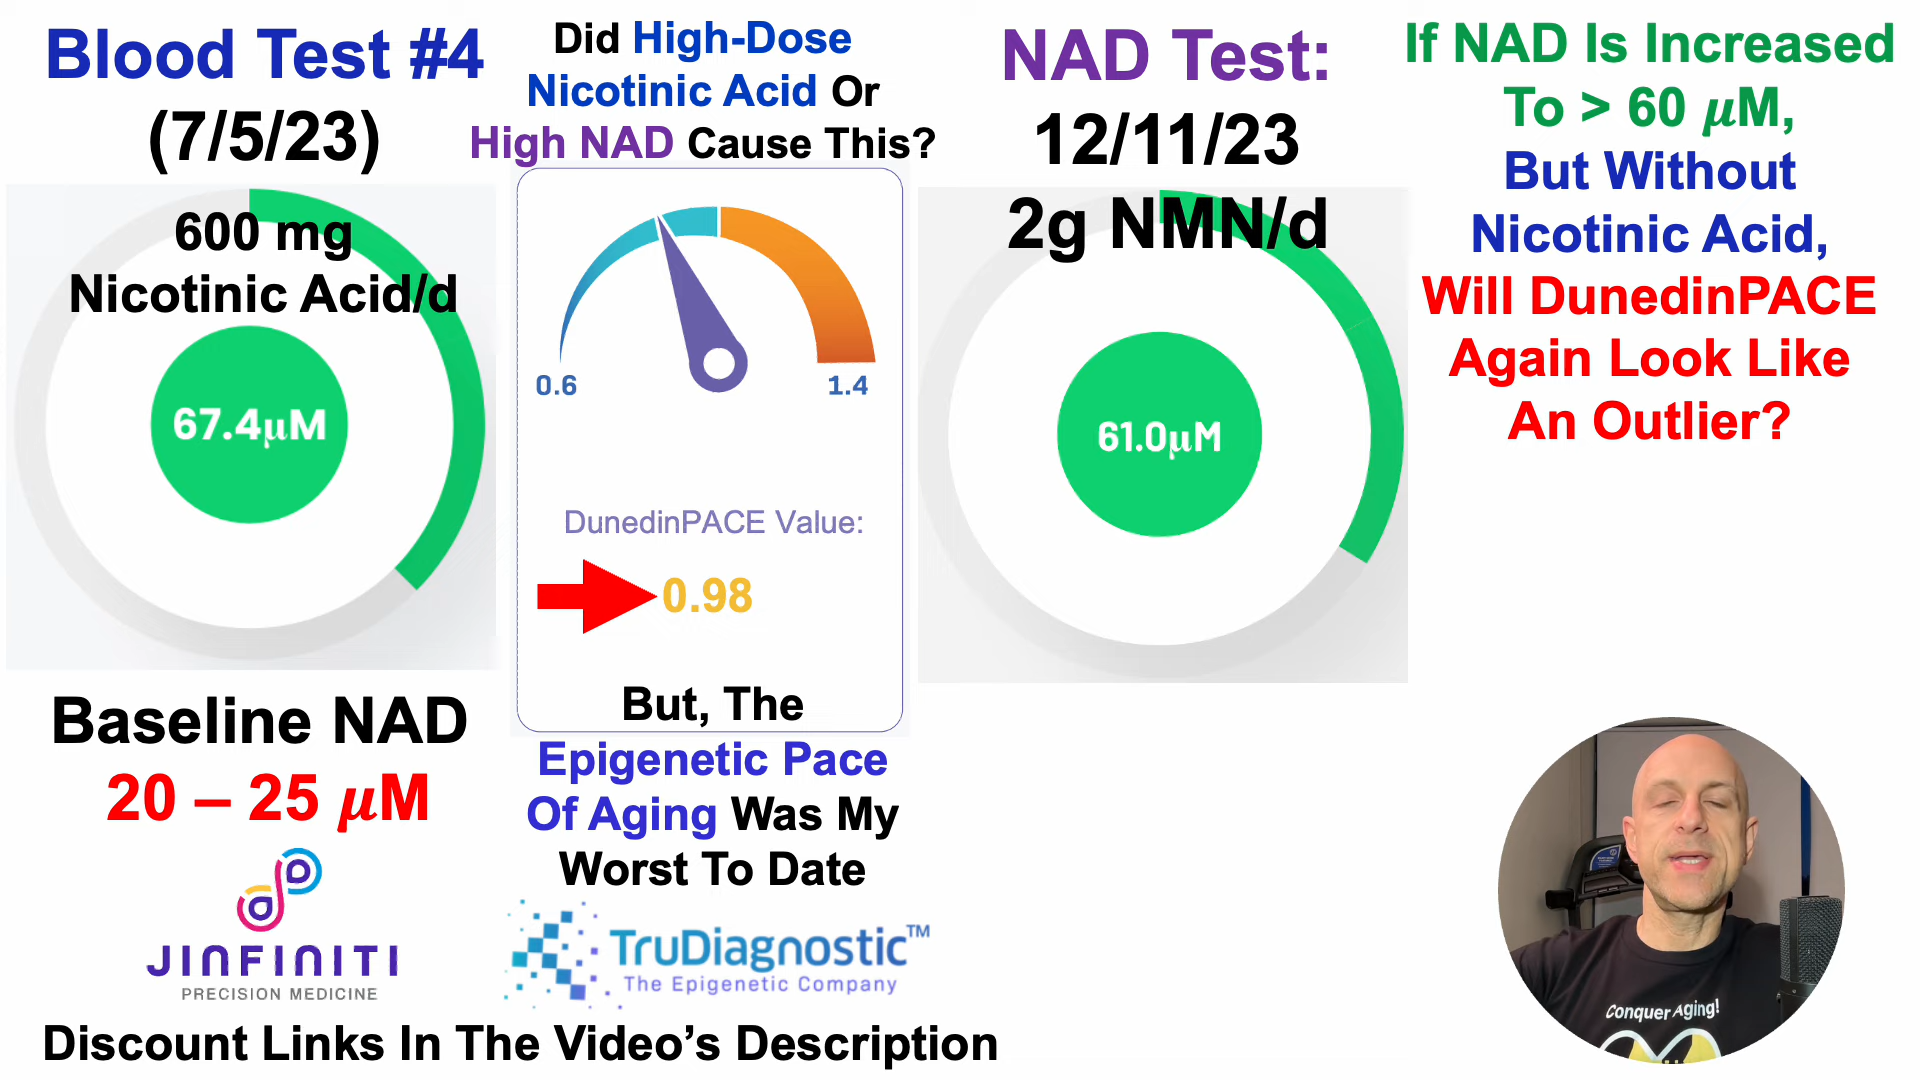 Blood Test #4
(7/5/23)
600 mg
Nicotinic Acid/d
67.4µM
Baseline NAD
20 – 25 µM
JINFINITI
PRECISION MEDICINE
Did High-Dose
Nicotinic Acid Or
High NAD Cause This?
0.6
1.4
DunedinPACE Value:
0.98
But, The
Epigenetic Pace
Of Aging Was My
Worst To Date
TruDiagnostic™
The Epigenetic Company
Discount Links In The Video’s Description
NAD Test:
12/11/23
2g NMN/d
61.0µM
If NAD Is Increased
To > 60 µM,
But Without
Nicotinic Acid,
Will DunedinPACE
Again Look Like
An Outlier?
Conquer Aging!